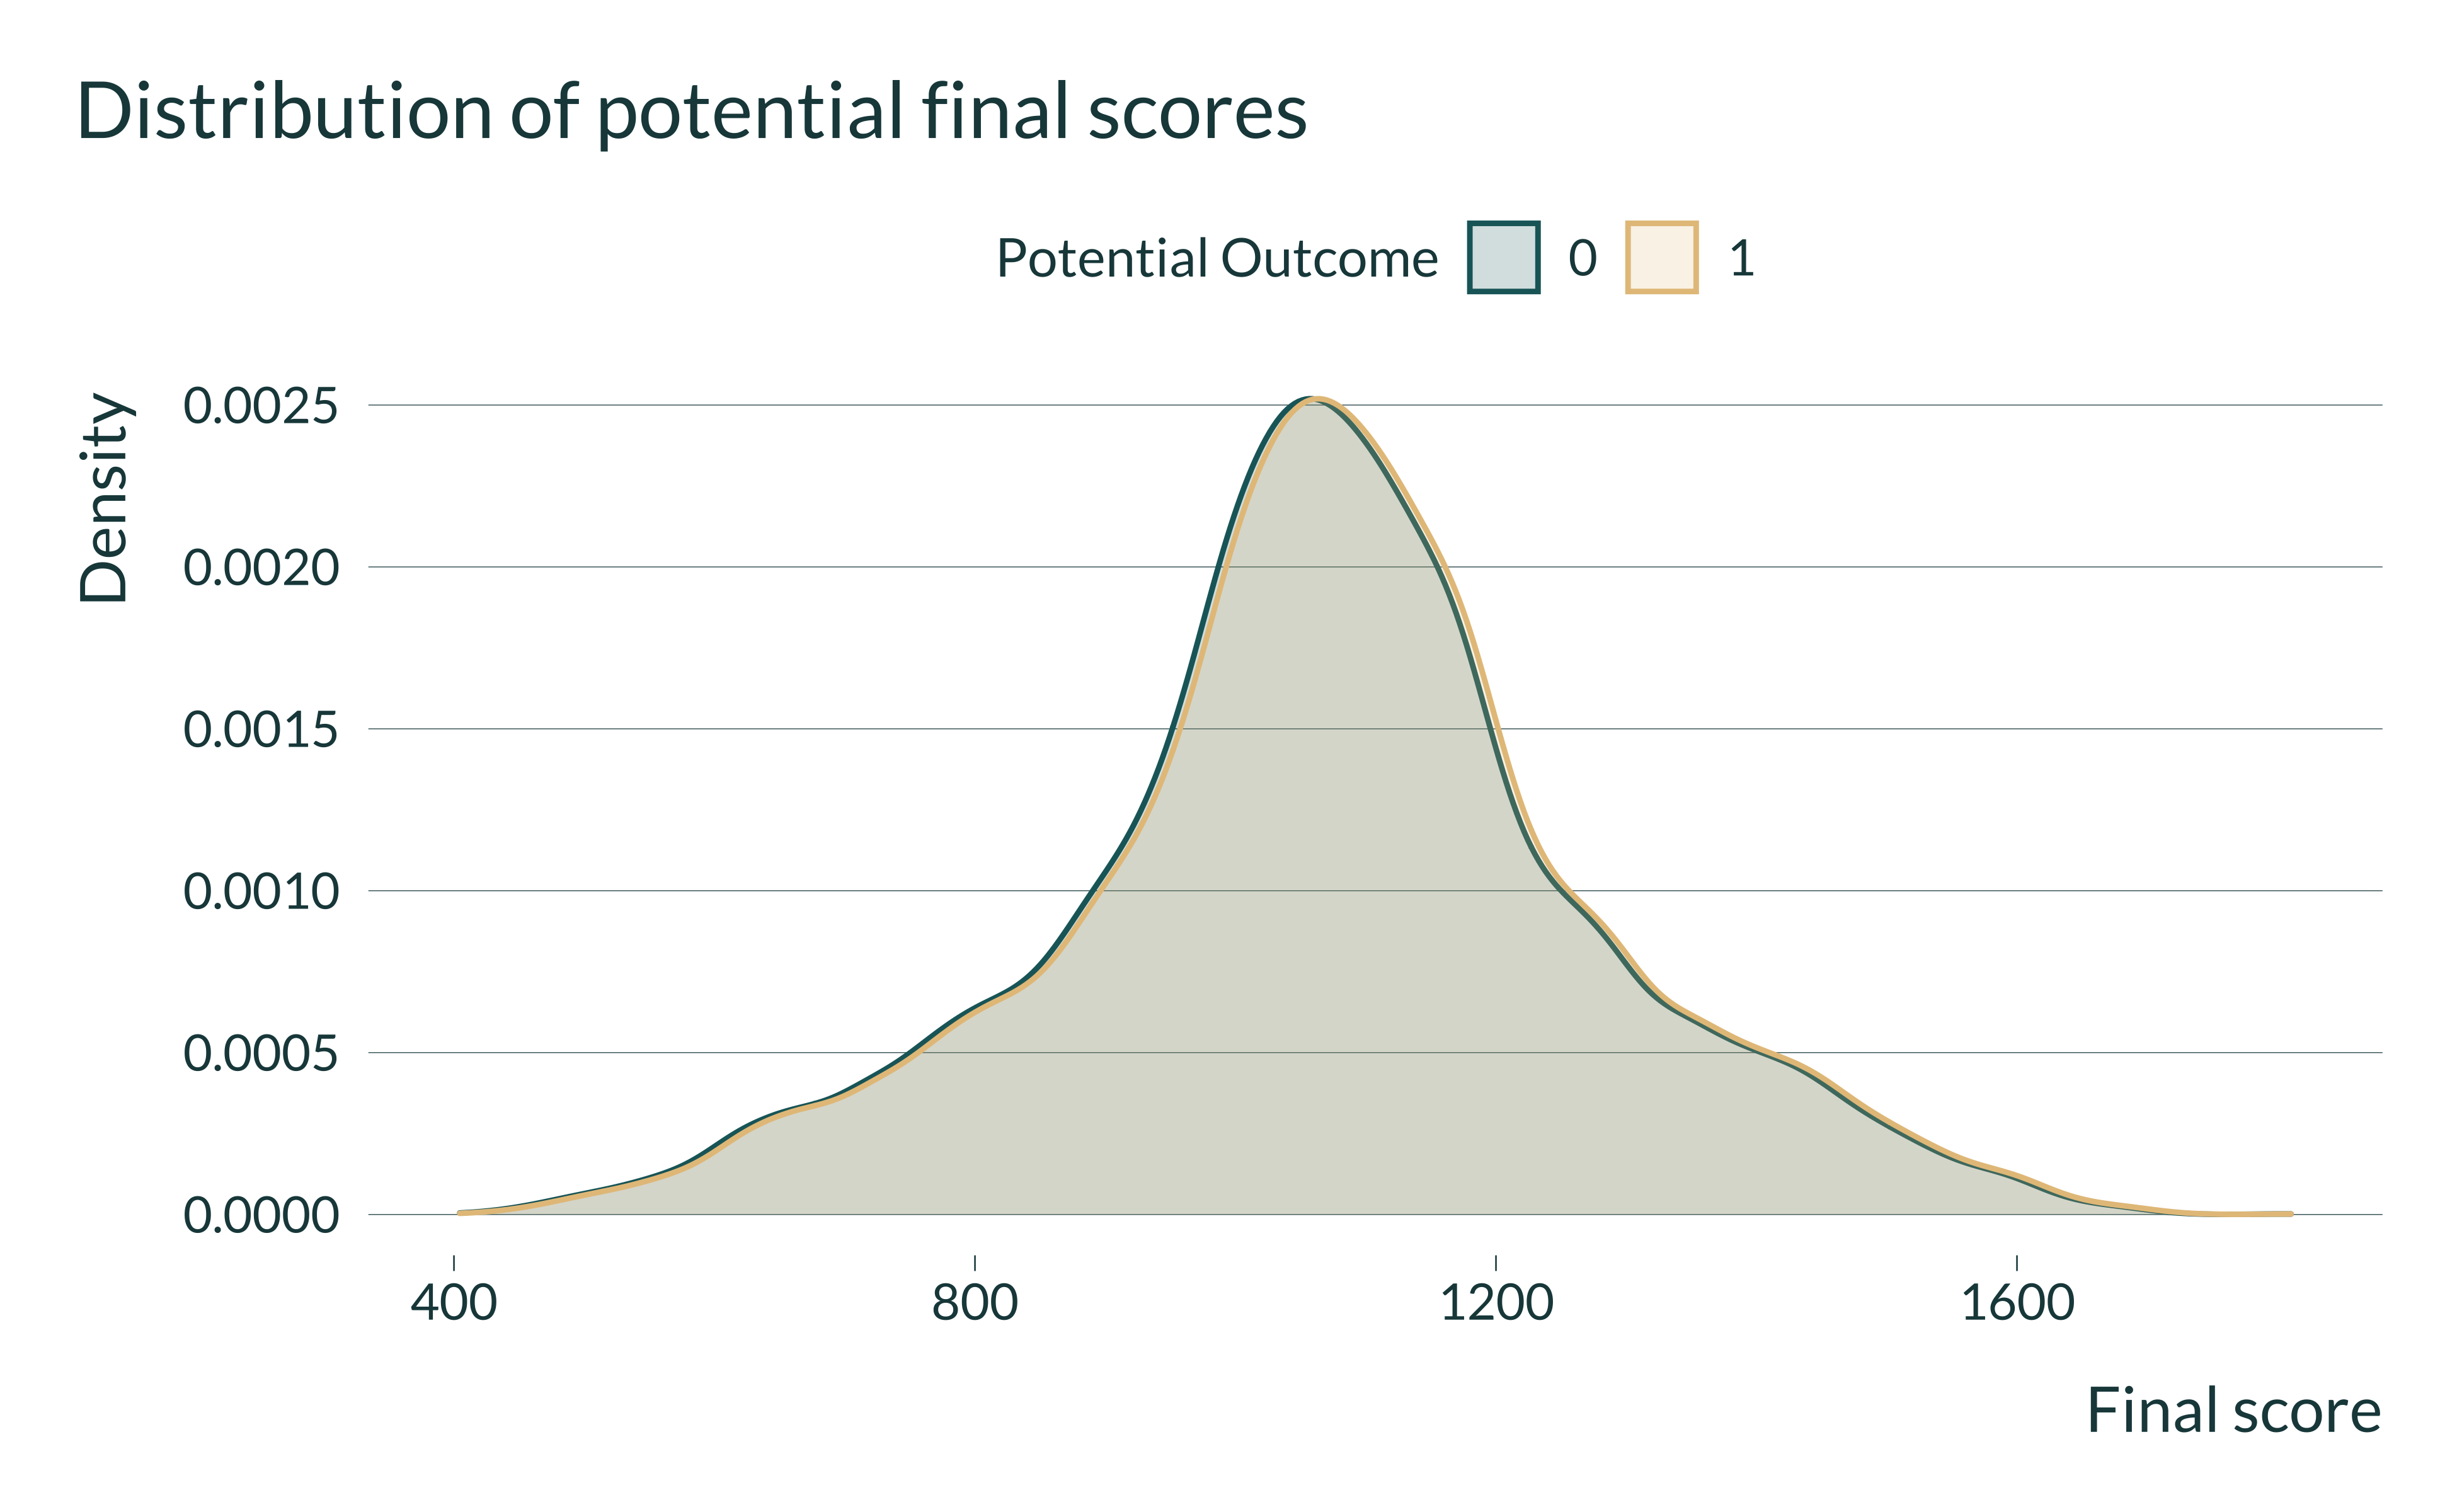 Distribution of potential final scores
Potential Outcome 0 1
Density
0.0025
0.0020
0.0015
0.0010
0.0005
0.0000
400 800 1200 1600
Final score